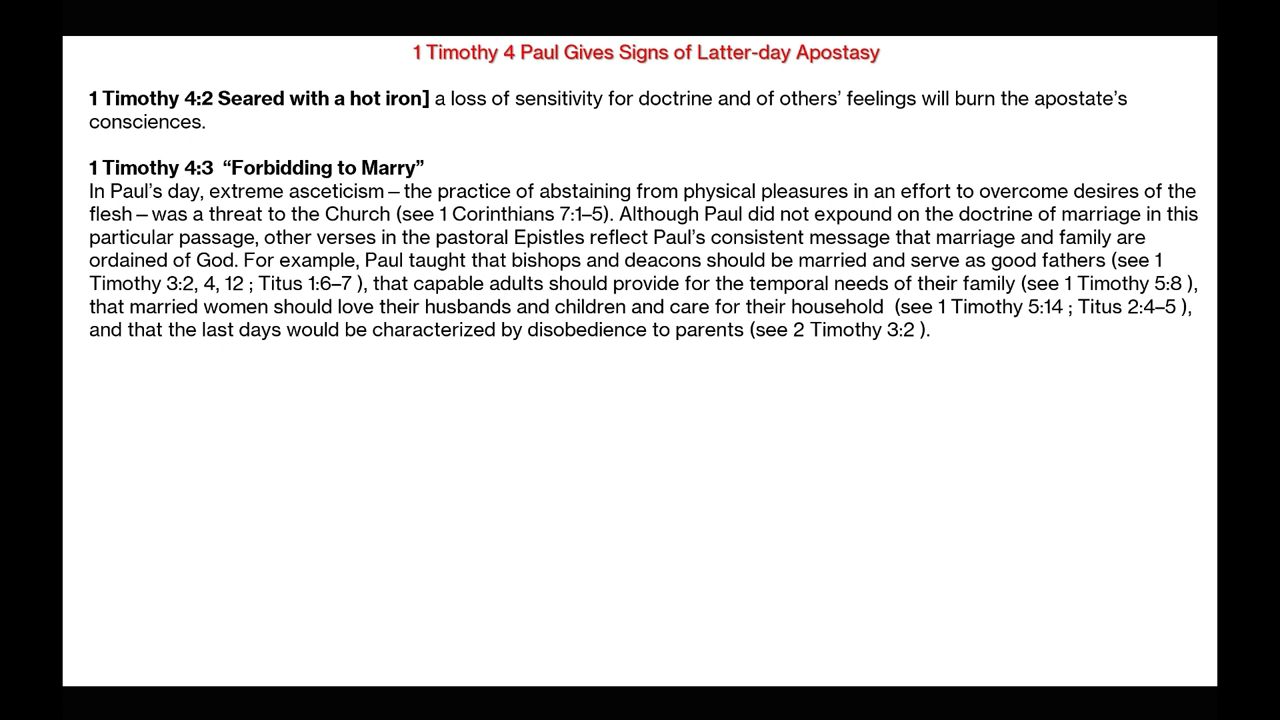 1 Timothy 4 Paul Gives Signs of Latter-day Apostasy
1 Timothy 4:2 Seared with a hot iron] a loss of sensitivity for doctrine and of others’ feelings will burn the apostate’s
consciences.
1 Timothy 4:3  “Forbidding to Marry”
In Paul’s day, extreme asceticism—the practice of abstaining from physical pleasures in an effort to overcome desires of the
flesh—was a threat to the Church (see 1 Corinthians 7:1–5). Although Paul did not expound on the doctrine of marriage in this
particular passage, other verses in the pastoral Epistles reflect Paul’s consistent message that marriage and family are
ordained of God. For example, Paul taught that bishops and deacons should be married and serve as good fathers (see 1
Timothy 3:2, 4, 12 ; Titus 1:6–7 ), that capable adults should provide for the temporal needs of their family (see 1 Timothy 5:8 ),
that married women should love their husbands and children and care for their household  (see 1 Timothy 5:14 ; Titus 2:4–5 ),
and that the last days would be characterized by disobedience to parents (see 2 Timothy 3:2 ).